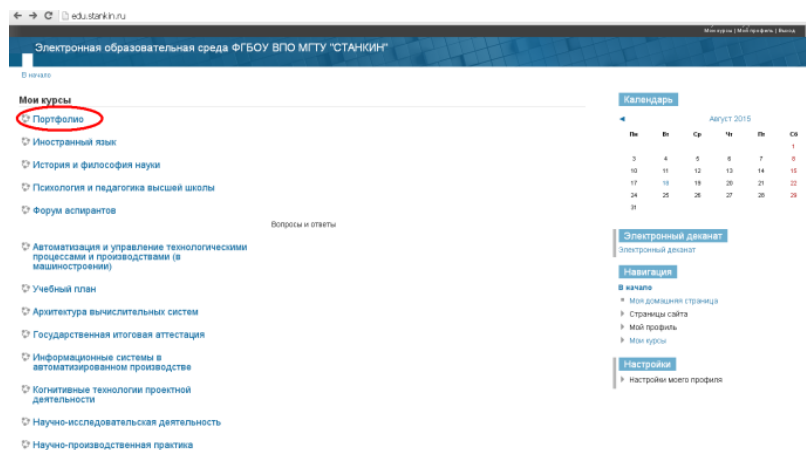 edu.stankin.ru
Мои курсы | Мой профиль | Выход
Электронная образовательная среда ФГБОУ ВПО МГТУ "СТАНКИН"
В начало
Мои курсы
Портфолио
Иностранный язык
История и философия науки
Психология и педагогика высшей школы
Форум аспирантов
Вопросы и ответы
Автоматизация и управление технологическими
процессами и производствами (в
машиностроении)
Учебный план
Архитектура вычислительных систем
Государственная итоговая аттестация
Информационные системы в
автоматизированном производстве
Когнитивные технологии проектной
деятельности
Научно-исследовательская деятельность
Научно-производственная практика
Календарь
Август 2015
Пн Вт Ср Чт Пт Сб
1
3 4 5 6 7 8
10 11 12 13 14 15
17 18 19 20 21 22
24 25 26 27 28 29
31
Электронный деканат
Электронный деканат
Навигация
В начало
Моя домашняя страница
Страницы сайта
Мой профиль
Мои курсы
Настройки
Настройки моего профиля